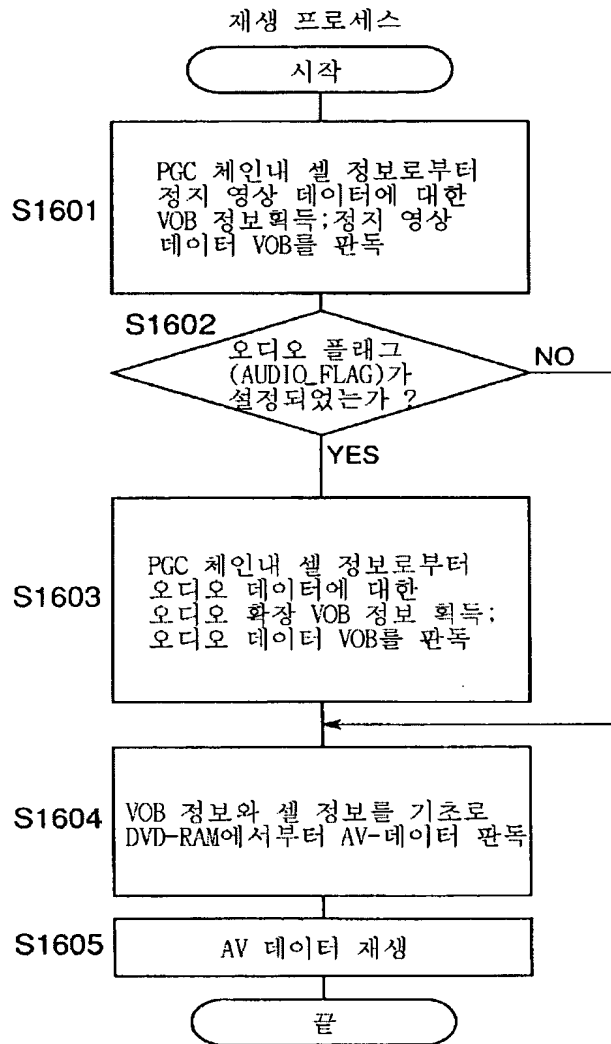 재생 프로세스
시작
S1601
PGC 체인내 셀 정보로부터
정지 영상 데이터에 대한
VOB 정보획득;정지 영상
데이터 VOB를 판독
S1602
오디오 플래그
(AUDIO_FLAG)가
설정되었는가 ?
NO
YES
S1603
PGC 체인내 셀 정보로부터
오디오 데이터에 대한
오디오 확장 VOB 정보 획득;
오디오 데이터 VOB를 판독
S1604
VOB 정보와 셀 정보를 기초로
DVD-RAM에서부터 AV-데이터 판독
S1605
AV 데이터 재생
끝